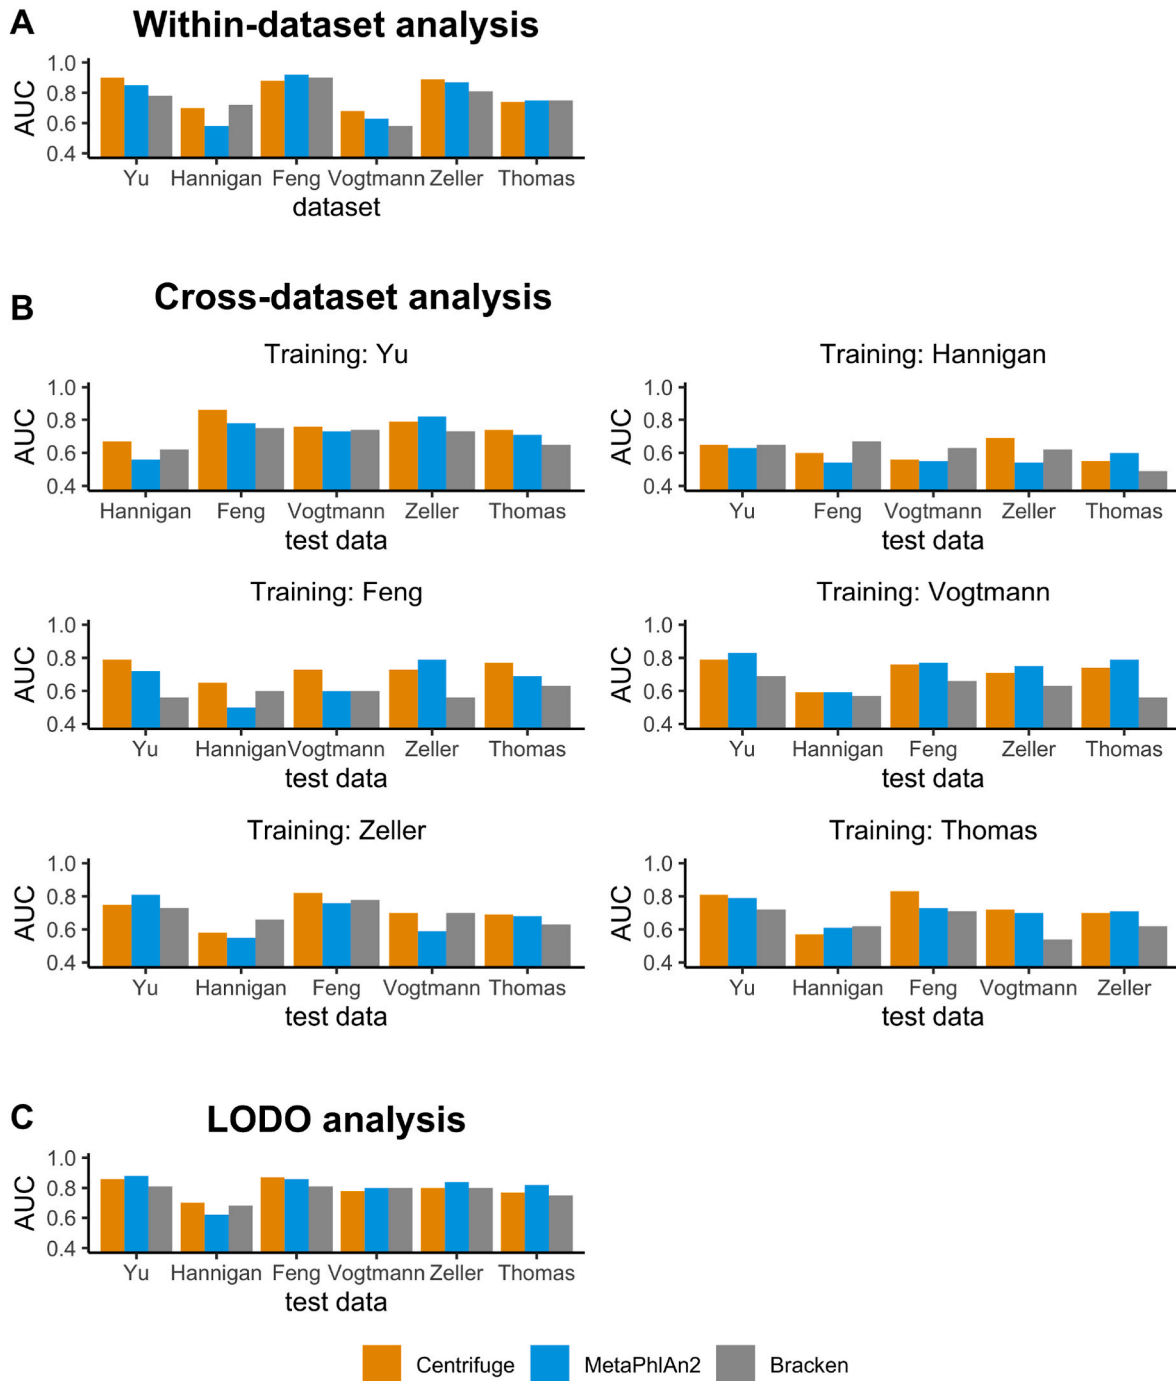 A Within-dataset analysis
AUC
1.0
0.8
0.6
0.4
Yu Hannigan Feng Vogtmann Zeller Thomas
dataset
B Cross-dataset analysis
Training: Yu
AUC
1.0
0.8
0.6
0.4
Hannigan Feng Vogtmann Zeller Thomas
test data
Training: Hannigan
AUC
1.0
0.8
0.6
0.4
Yu Feng Vogtmann Zeller Thomas
test data
Training: Feng
AUC
1.0
0.8
0.6
0.4
Yu Hannigan Vogtmann Zeller Thomas
test data
Training: Vogtmann
AUC
1.0
0.8
0.6
0.4
Yu Hannigan Feng Zeller Thomas
test data
Training: Zeller
AUC
1.0
0.8
0.6
0.4
Yu Hannigan Feng Vogtmann Thomas
test data
Training: Thomas
AUC
1.0
0.8
0.6
0.4
Yu Hannigan Feng Vogtmann Zeller
test data
C LODO analysis
AUC
1.0
0.8
0.6
0.4
Yu Hannigan Feng Vogtmann Zeller Thomas
test data
Centrifuge MetaPhlAn2 Bracken